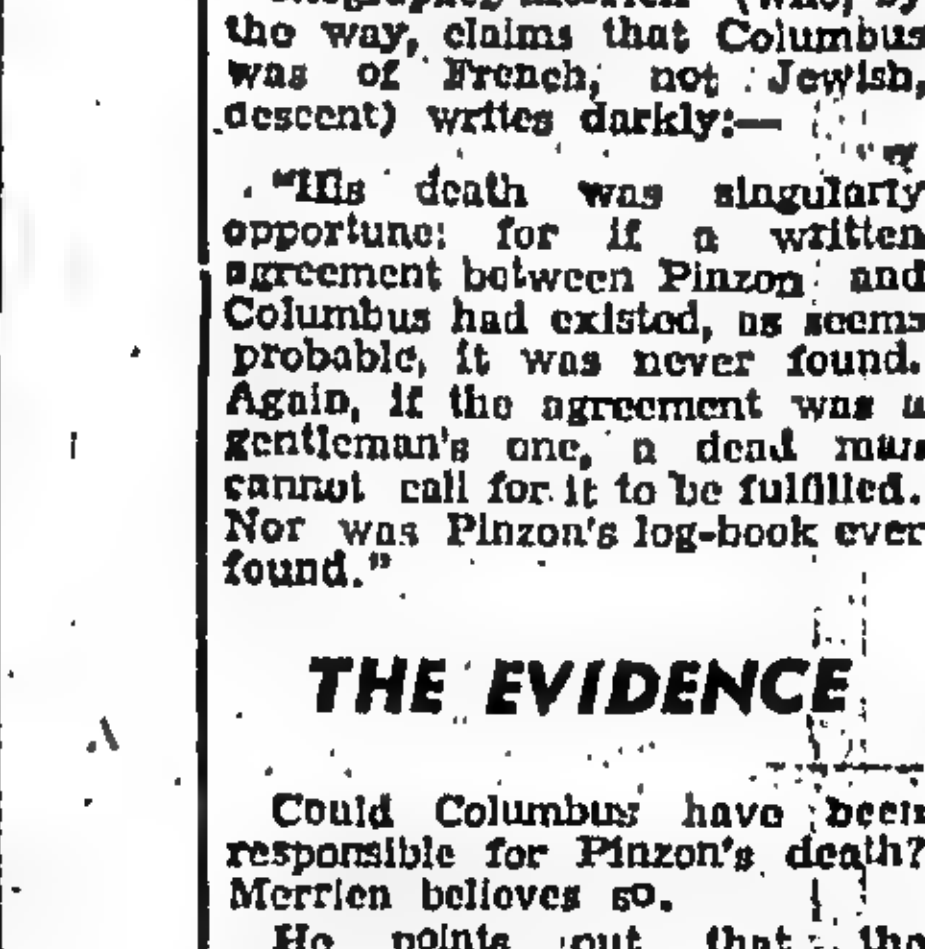 Merrien (who, by
the way, claims that Columbus
was of French, not Jewish,
descent) writes darkly:—
"His death was singularly
opportune: for if a written
agreement between Pinzon and
Columbus had existed, as seems
probable, it was never found.
Again, if the agreement was a
gentleman's one, a dead man
cannot call for it to be fulfilled.
Nor was Pinzon's log-book ever
found."
THE EVIDENCE
Could Columbus have been
responsible for Pinzon's death?
Merrien believes so.
He points out that the